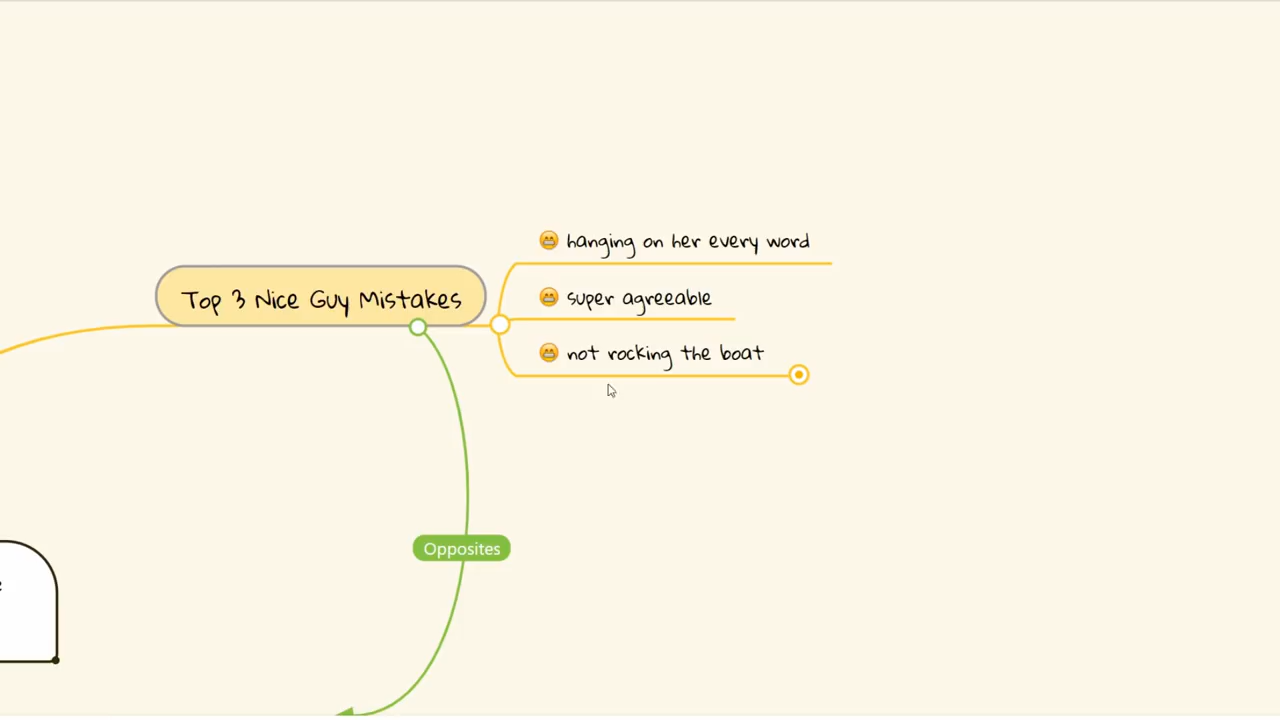 😁 hanging on her every word
Top 3 Nice Guy Mistakes
😁 super agreeable
😁 not rocking the boat
Opposites